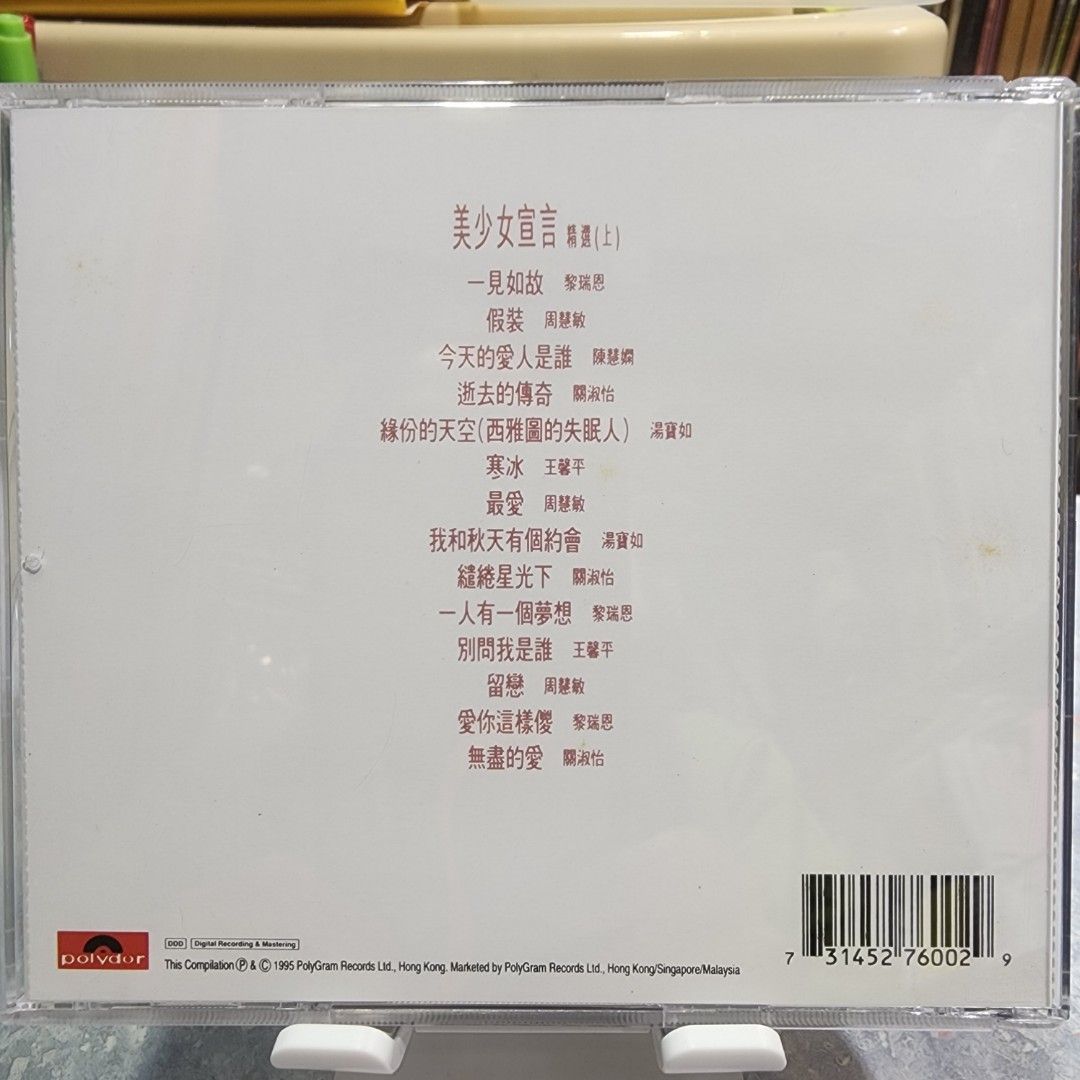 美少女宣言 精選(上)
一見如故 黎瑞恩
假裝 周慧敏
今天的愛人是誰 陳慧嫻
逝去的傳奇 關淑怡
緣份的天空(西雅圖的失眠人) 湯寶如
寒冰 王馨平
最愛 周慧敏
我和秋天有個約會 湯寶如
繾綣星光下 關淑怡
一人有一個夢想 黎瑞恩
別問我是誰 王馨平
留戀 周慧敏
愛你這樣傻 黎瑞恩
無盡的愛 關淑怡
polydor
DDD Digital Recording & Mastering
This Compilation Ⓟ & © 1995 PolyGram Records Ltd., Hong Kong. Marketed by PolyGram Records Ltd., Hong Kong/Singapore/Malaysia
7 31452 76002 9